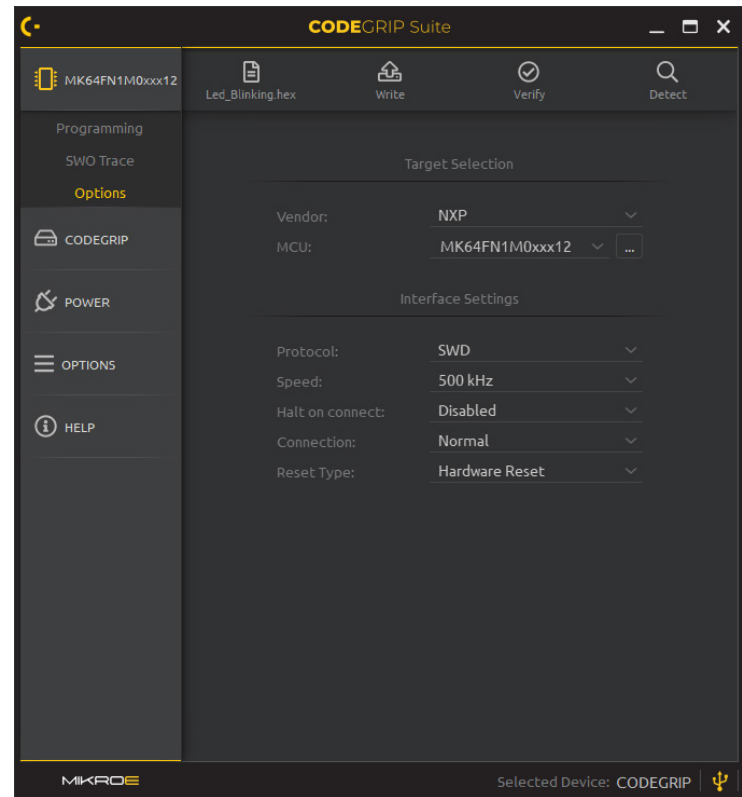 CODEGRIP Suite
MK64FN1M0xxx12
Led_Blinking.hex
Write
Verify
Detect
Programming
SWO Trace
Options
CODEGRIP
POWER
OPTIONS
HELP
Target Selection
Vendor: NXP
MCU: MK64FN1M0xxx12 ...
Interface Settings
Protocol: SWD
Speed: 500 kHz
Halt on connect: Disabled
Connection: Normal
Reset Type: Hardware Reset
MIKROE
Selected Device: CODEGRIP